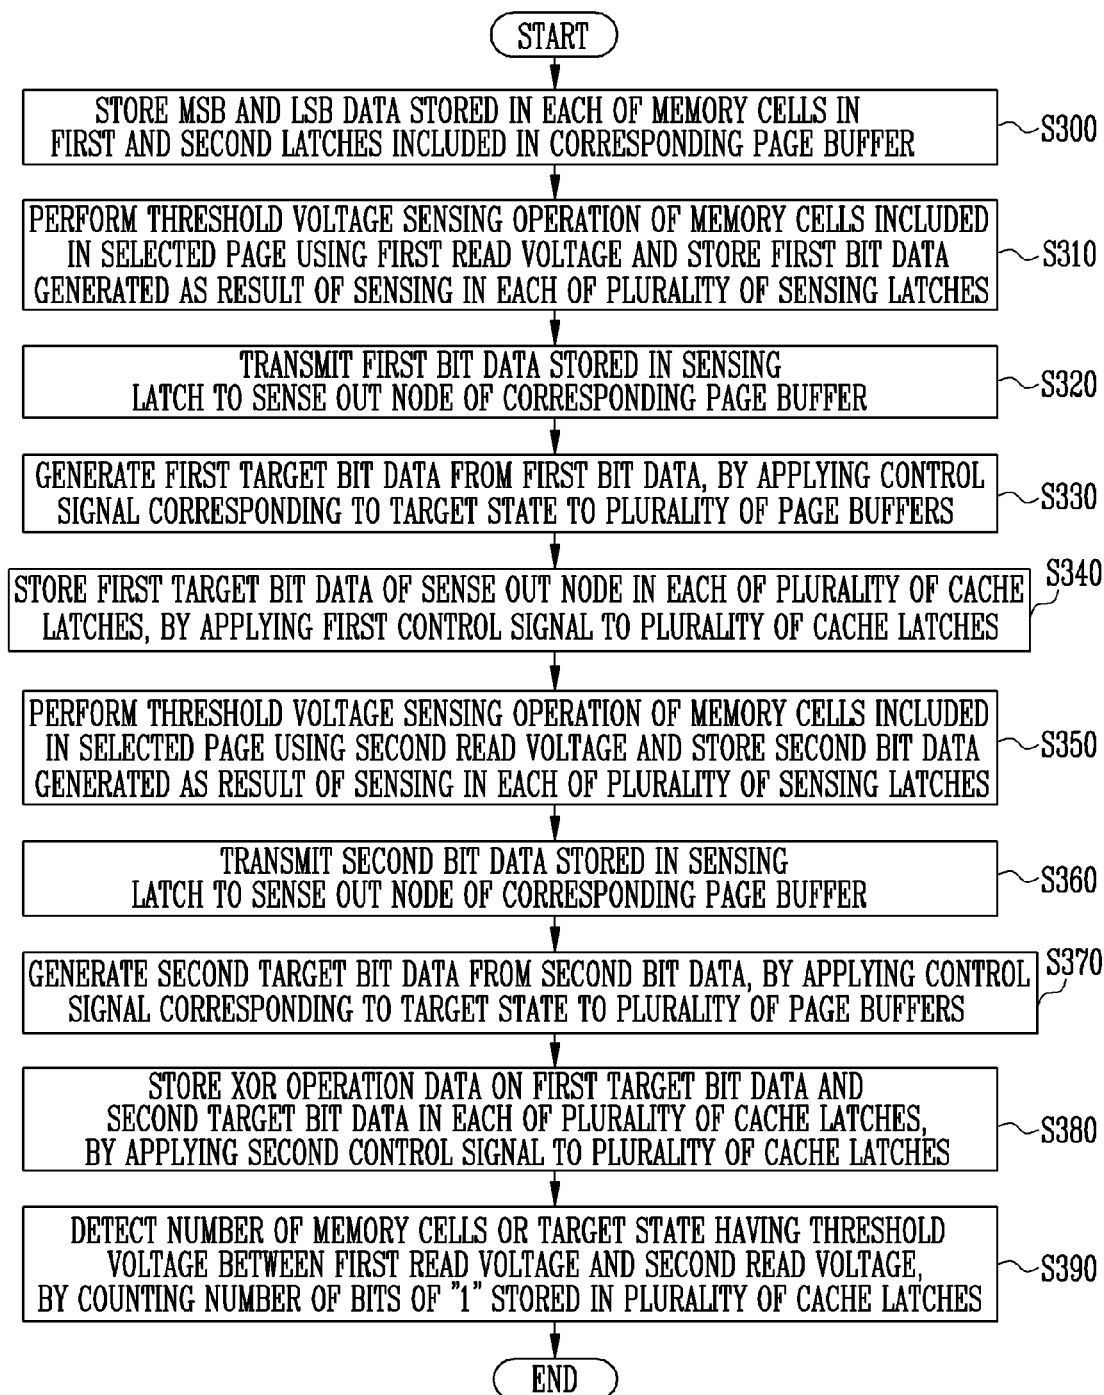 START
STORE MSB AND LSB DATA STORED IN EACH OF MEMORY CELLS IN
FIRST AND SECOND LATCHES INCLUDED IN CORRESPONDING PAGE BUFFER
S300
PERFORM THRESHOLD VOLTAGE SENSING OPERATION OF MEMORY CELLS INCLUDED
IN SELECTED PAGE USING FIRST READ VOLTAGE AND STORE FIRST BIT DATA
GENERATED AS RESULT OF SENSING IN EACH OF PLURALITY OF SENSING LATCHES
S310
TRANSMIT FIRST BIT DATA STORED IN SENSING
LATCH TO SENSE OUT NODE OF CORRESPONDING PAGE BUFFER
S320
GENERATE FIRST TARGET BIT DATA FROM FIRST BIT DATA, BY APPLYING CONTROL
SIGNAL CORRESPONDING TO TARGET STATE TO PLURALITY OF PAGE BUFFERS
S330
STORE FIRST TARGET BIT DATA OF SENSE OUT NODE IN EACH OF PLURALITY OF CACHE
LATCHES, BY APPLYING FIRST CONTROL SIGNAL TO PLURALITY OF CACHE LATCHES
S340
PERFORM THRESHOLD VOLTAGE SENSING OPERATION OF MEMORY CELLS INCLUDED
IN SELECTED PAGE USING SECOND READ VOLTAGE AND STORE SECOND BIT DATA
GENERATED AS RESULT OF SENSING IN EACH OF PLURALITY OF SENSING LATCHES
S350
TRANSMIT SECOND BIT DATA STORED IN SENSING
LATCH TO SENSE OUT NODE OF CORRESPONDING PAGE BUFFER
S360
GENERATE SECOND TARGET BIT DATA FROM SECOND BIT DATA, BY APPLYING CONTROL
SIGNAL CORRESPONDING TO TARGET STATE TO PLURALITY OF PAGE BUFFERS
S370
STORE XOR OPERATION DATA ON FIRST TARGET BIT DATA AND
SECOND TARGET BIT DATA IN EACH OF PLURALITY OF CACHE LATCHES,
BY APPLYING SECOND CONTROL SIGNAL TO PLURALITY OF CACHE LATCHES
S380
DETECT NUMBER OF MEMORY CELLS OR TARGET STATE HAVING THRESHOLD
VOLTAGE BETWEEN FIRST READ VOLTAGE AND SECOND READ VOLTAGE,
BY COUNTING NUMBER OF BITS OF "1" STORED IN PLURALITY OF CACHE LATCHES
S390
END